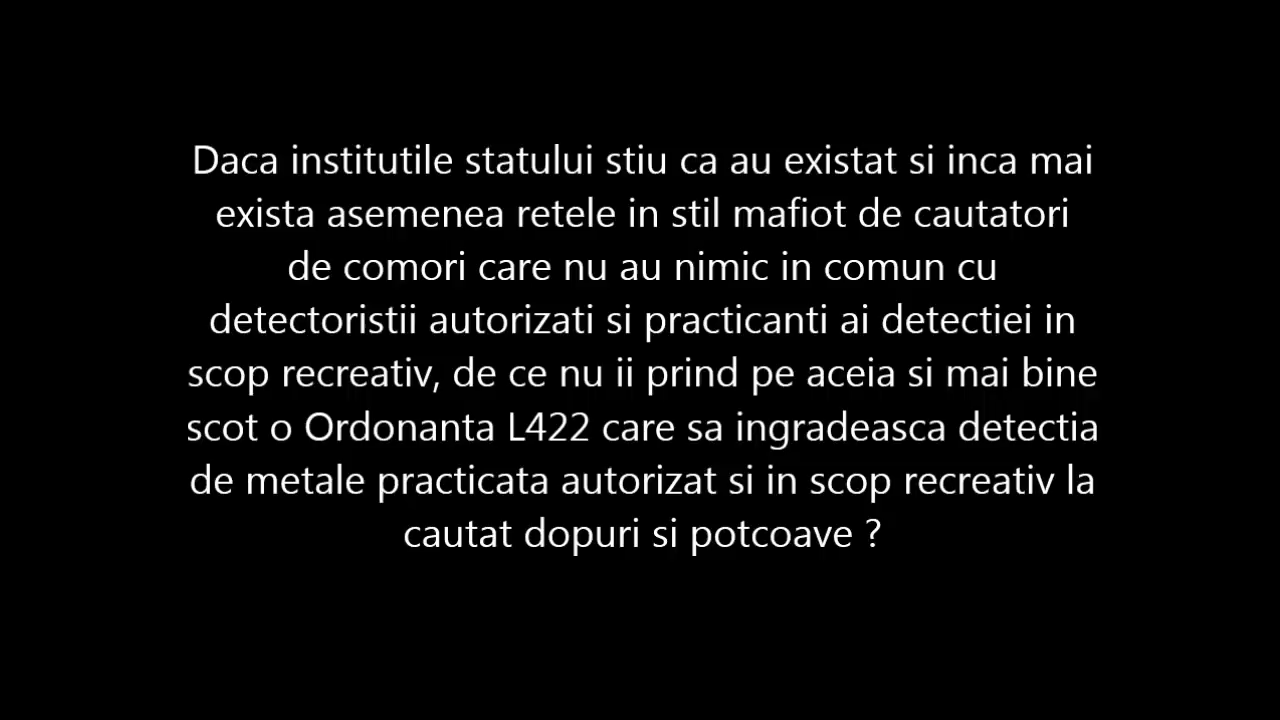 Daca institutile statului stiu ca au existat si inca mai
exista asemenea retele in stil mafiot de cautatori
de comori care nu au nimic in comun cu
detectoristii autorizati si practicanti ai detectiei in
scop recreativ, de ce nu ii prind pe aceia si mai bine
scot o Ordonanta L422 care sa ingradeasca detectia
de metale practicata autorizat si in scop recreativ la
cautat dopuri si potcoave ?